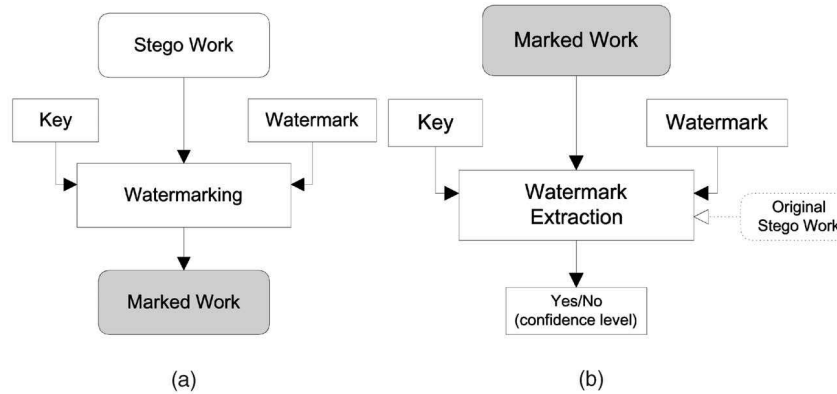 Stego Work
Key
Watermark
Watermarking
Marked Work
(a)
Marked Work
Key
Watermark
Watermark
Extraction
Original
Stego Work
Yes/No
(confidence level)
(b)